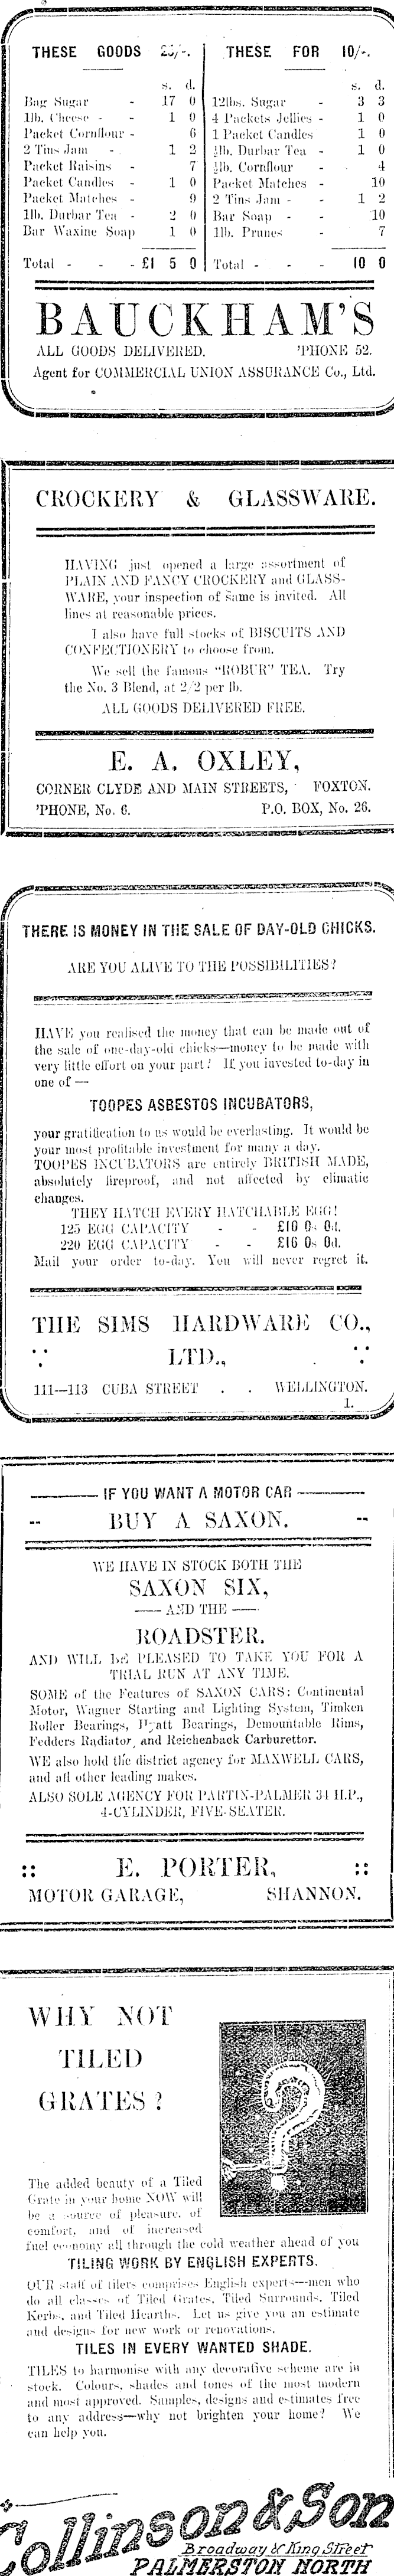 THESE GOODS 25/-.
s. d.
Bag Sugar - 17 0
1lb. Cheese - - 1 0
Packet Cornflour - 6
2 Tins Jam - 1 2
Packet Raisins - 7
Packet Candles - 1 0
Packet Matches - 9
1lb. Durbar Tea - 2 0
Bar Waxine Soap 1 0
Total - - - £1 5 0
THESE FOR 10/-.
s. d.
12lbs. Sugar - 3 3
4 Packets Jellies - 1 0
1 Packet Candles 1 0
½lb. Durbar Tea - 1 0
½lb. Cornflour - 4
Packet Matches - 10
2 Tins Jam - - 1 2
Bar Soap - - 10
1lb. Prunes - 7
Total - - - 10 0
BAUCKHAM'S
ALL GOODS DELIVERED. 'PHONE 52.
Agent for COMMERCIAL UNION ASSURANCE Co., Ltd.
CROCKERY & GLASSWARE.
HAVING just opened a large assortment of
PLAIN AND FANCY CROCKERY and GLASS-
WARE, your inspection of same is invited. All
lines at reasonable prices.
I also have full stocks of BISCUITS AND
CONFECTIONERY to choose from.
We sell the famous "ROBUR" TEA. Try
the No. 3 Blend, at 2/2 per lb.
ALL GOODS DELIVERED FREE.
E. A. OXLEY,
CORNER CLYDE AND MAIN STREETS, FOXTON.
'PHONE, No. 6. P.O. BOX, No. 26.
THERE IS MONEY IN THE SALE OF DAY-OLD CHICKS.
ARE YOU ALIVE TO THE POSSIBILITIES?
HAVE you realised the money that can be made out of
the sale of one-day-old chicks—money to be made with
very little effort on your part? If you invested to-day in
one of —
TOOPES ASBESTOS INCUBATORS,
your gratification to us would be everlasting. It would be
your most profitable investment for many a day.
TOOPES INCUBATORS are entirely BRITISH MADE,
absolutely fireproof, and not affected by climatic
changes.
THEY HATCH EVERY HATCHABLE EGG!
125 EGG CAPACITY - - £10 0s 0d.
220 EGG CAPACITY - - £16 0s 0d.
Mail your order to-day. You will never regret it.
THE SIMS HARDWARE CO.,
LTD.,
111—113 CUBA STREET . . WELLINGTON.
1.
IF YOU WANT A MOTOR CAR
-- BUY A SAXON. --
WE HAVE IN STOCK BOTH THE
SAXON SIX,
— AND THE —
ROADSTER.
AND WILL BE PLEASED TO TAKE YOU FOR A
TRIAL RUN AT ANY TIME.
SOME of the Features of SAXON CARS: Continental
Motor, Wagner Starting and Lighting System, Timken
Roller Bearings, Hyatt Bearings, Demountable Rims,
Fedders Radiator, and Reichenback Carburettor.
WE also hold the district agency for MAXWELL CARS,
and all other leading makes.
ALSO SOLE AGENCY FOR PARTIN-PALMER 34 H.P.,
4-CYLINDER, FIVE-SEATER.
:: E. PORTER, ::
MOTOR GARAGE, SHANNON.
WHY NOT
TILED
GRATES?
The added beauty of a Tiled
Grate in your home NOW will
be a source of pleasure, of
comfort, and of increased
fuel economy all through the cold weather ahead of you
TILING WORK BY ENGLISH EXPERTS.
OUR staff of tilers comprises English experts—men who
do all classes of Tiled Grates, Tiled Surrounds, Tiled
Kerbs, and Tiled Hearths. Let us give you an estimate
and designs for new work or renovations.
TILES IN EVERY WANTED SHADE.
TILES to harmonise with any decorative scheme are in
stock. Colours, shades and tones of the most modern
and most approved. Samples, designs and estimates free
to any address—why not brighten your home? We
can help you.
Collinson & Son
Broadway & King Street
PALMERSTON NORTH